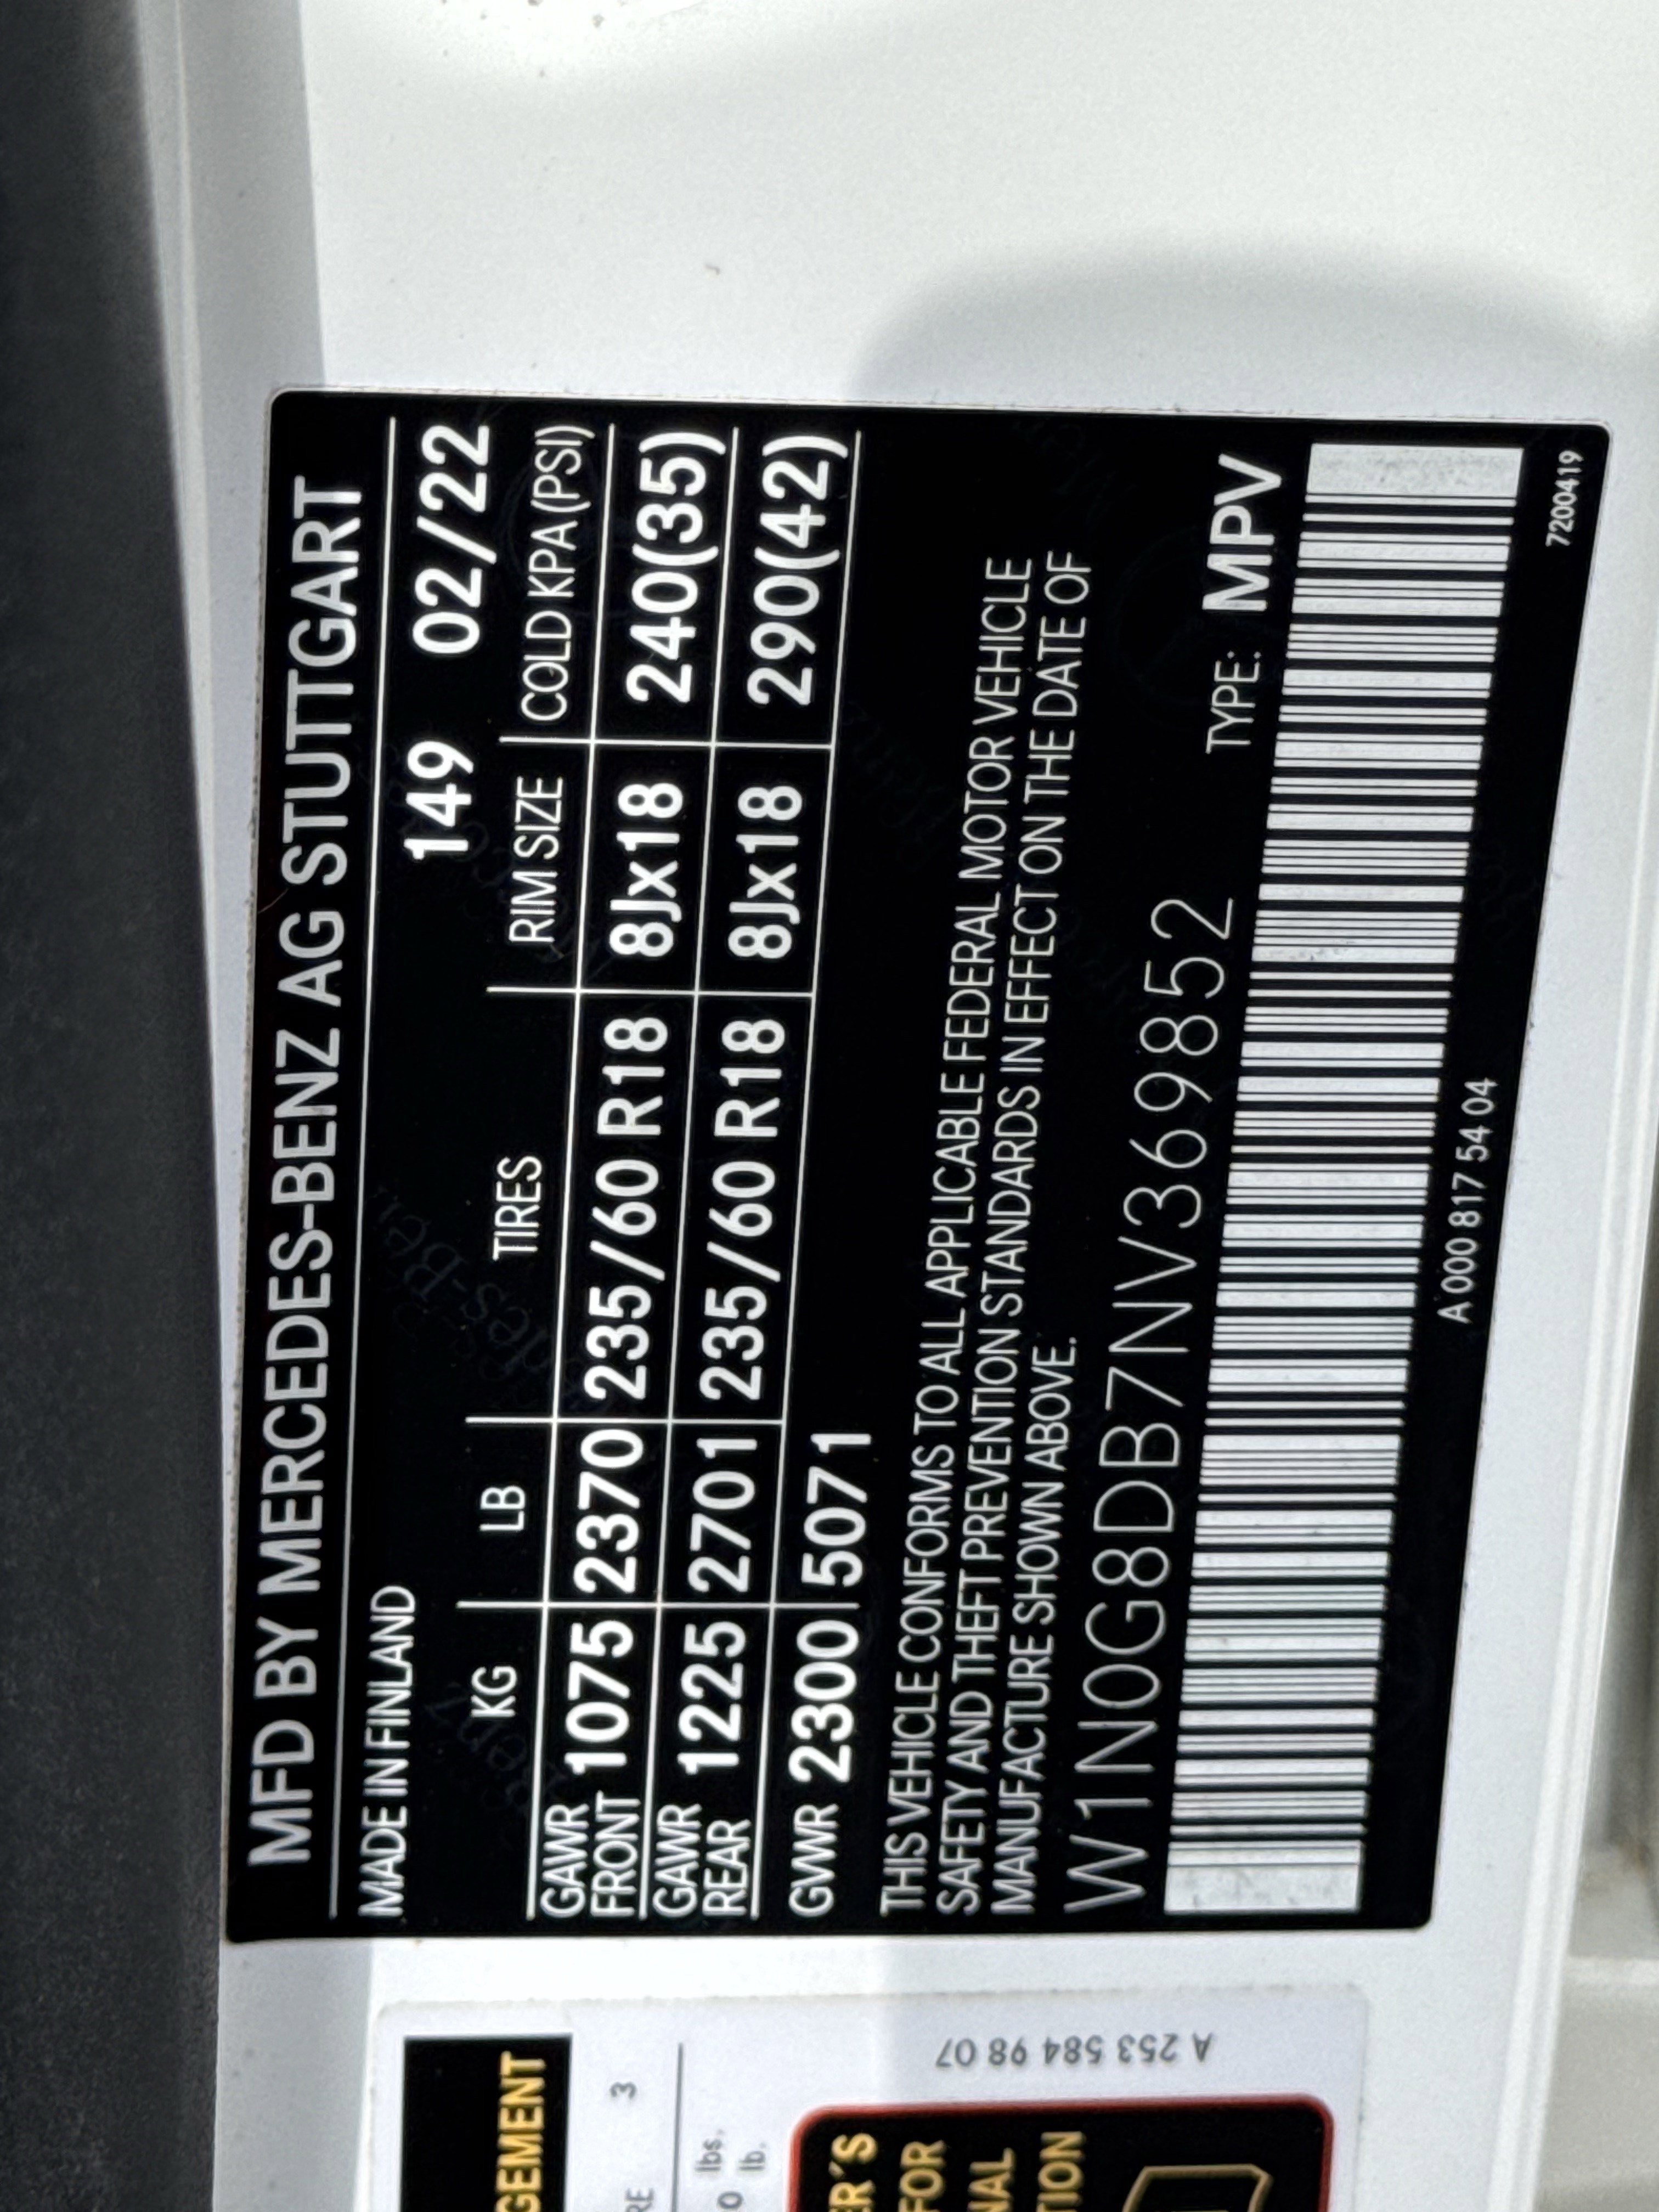 MFD BY MERCEDES-BENZ AG STUTTGART
MADE IN FINLAND 149 02/22
KG LB TIRES RIM SIZE COLD KPA (PSI)
GAWR FRONT 1075 2370 235/60 R18 8Jx18 240(35)
GAWR REAR 1225 2701 235/60 R18 8Jx18 290(42)
GVWR 2300 5071
THIS VEHICLE CONFORMS TO ALL APPLICABLE FEDERAL MOTOR VEHICLE
SAFETY AND THEFT PREVENTION STANDARDS IN EFFECT ON THE DATE OF
MANUFACTURE SHOWN ABOVE.
W1N0G8DB7NV369852 TYPE: MPV
A 000 817 54 04
7200419
A 253 584 98 07
3
lbs.
lb.
FOR